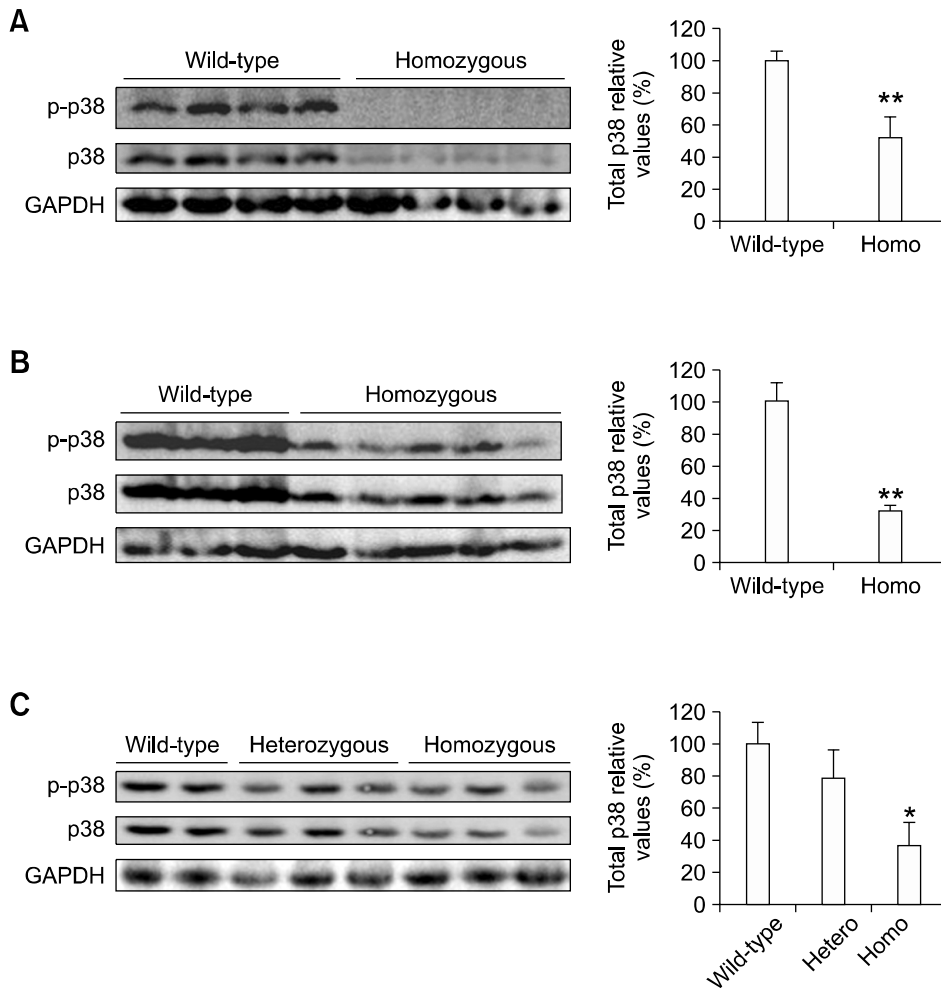 A
Wild-type Homozygous
p-p38
p38
GAPDH
Total p38 relative
values (%)
120
100
80
60
40
20
0
**
Wild-type Homo
B
Wild-type Homozygous
p-p38
p38
GAPDH
Total p38 relative
values (%)
120
100
80
60
40
20
0
**
Wild-type Homo
C
Wild-type Heterozygous Homozygous
p-p38
p38
GAPDH
Total p38 relative
values (%)
120
100
80
60
40
20
0
*
Wild-type Hetero Homo